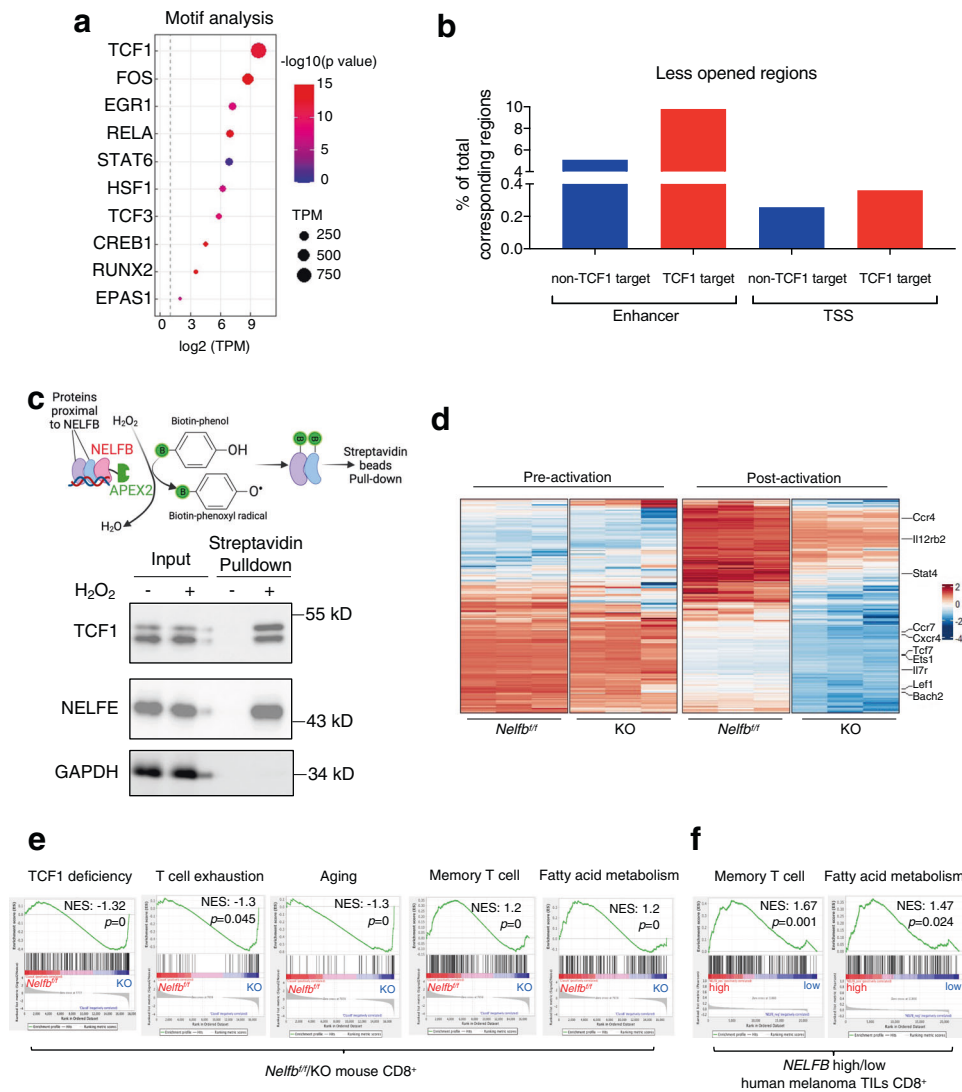 a
Motif analysis
TCF1
FOS
EGR1
RELA
STAT6
HSF1
TCF3
CREB1
RUNX2
EPAS1
0 3 6 9
log2 (TPM)
-log10(p value)
15
10
5
0
TPM
250
500
750
b
Less opened regions
% of total
corresponding regions
10
8
6
4
0.4
0.2
0.0
non-TCF1 target TCF1 target non-TCF1 target TCF1 target
Enhancer TSS
c
Proteins
proximal
to NELFB
H₂O₂
Biotin-phenol
NELFB
APEX2
B
OH
B
O•
Biotin-phenoxyl radical
H₂O
B B
Streptavidin
beads
Pull-down
Input Streptavidin
Pulldown
H₂O₂ - + - +
TCF1
55 kD
NELFE
43 kD
GAPDH
34 kD
d
Pre-activation Post-activation
Ccr4
Il12rb2
Stat4
Ccr7
Cxcr4
Tcf7
Ets1
Il7r
Lef1
Bach2
2
0
-2
-4
Nelfbᶠ/ᶠ KO Nelfbᶠ/ᶠ KO
e
TCF1 deficiency
NES: -1.32
p=0
Nelfbᶠ/ᶠ KO
T cell exhaustion
NES: -1.3
p=0.045
Nelfbᶠ/ᶠ KO
Aging
NES: -1.3
p=0
Nelfbᶠ/ᶠ KO
Memory T cell
NES: 1.2
p=0
Nelfbᶠ/ᶠ KO
Fatty acid metabolism
NES: 1.2
p=0
Nelfbᶠ/ᶠ KO
Nelfbᶠ/ᶠ/KO mouse CD8⁺
f
Memory T cell
NES: 1.67
p=0.001
high low
Fatty acid metabolism
NES: 1.47
p=0.024
high low
NELFB high/low
human melanoma TILs CD8⁺